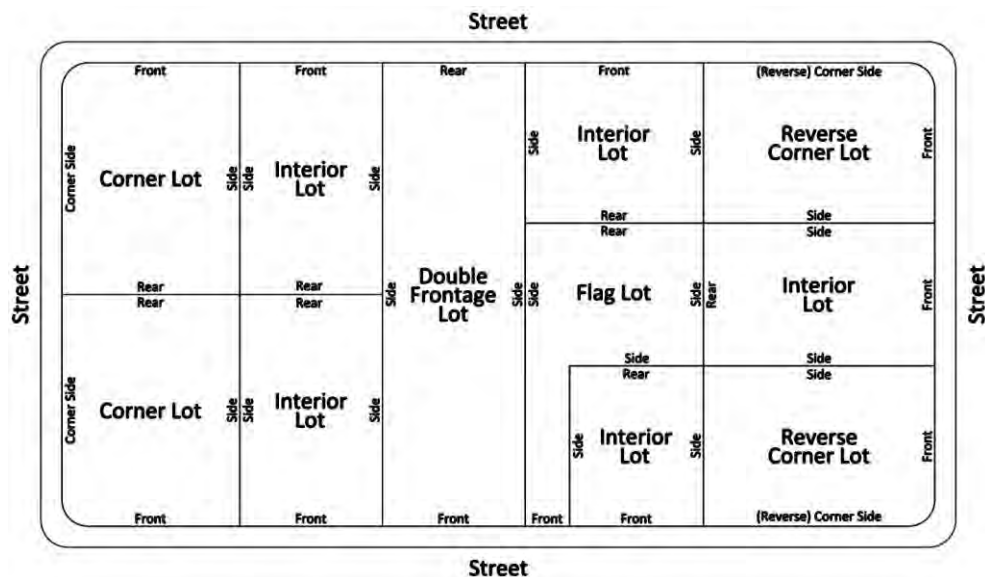 Street
Front
Front
Rear
Front
(Reverse) Corner Side
Corner Side
Corner Lot
Side
Side
Interior
Lot
Side
Side
Interior
Lot
Side
Reverse
Corner Lot
Front
Rear
Rear
Rear
Rear
Rear
Rear
Side
Side
Street
Side
Double
Frontage
Lot
Side
Side
Flag Lot
Side
Rear
Interior
Lot
Front
Street
Side
Rear
Side
Side
Corner Side
Corner Lot
Side
Side
Interior
Lot
Side
Side
Interior
Lot
Side
Reverse
Corner Lot
Front
Front
Front
Front
Front
Front
(Reverse) Corner Side
Street